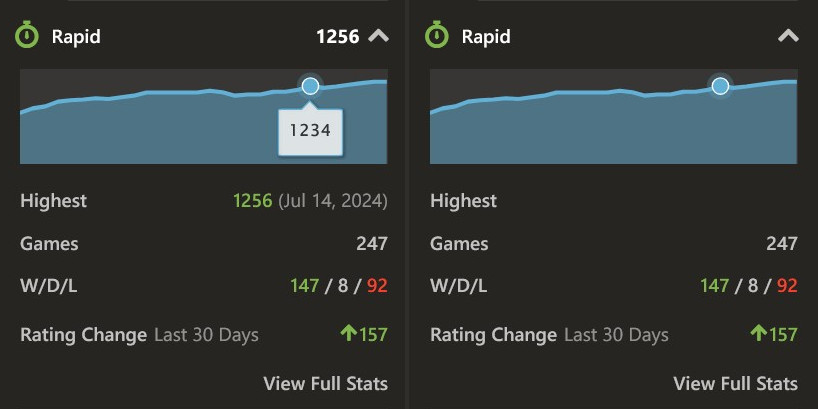 Rapid 1256
1234
Highest 1256 (Jul 14, 2024)
Games 247
W/D/L 147 / 8 / 92
Rating Change Last 30 Days 157
View Full Stats
Rapid
Highest
Games 247
W/D/L 147 / 8 / 92
Rating Change Last 30 Days 157
View Full Stats